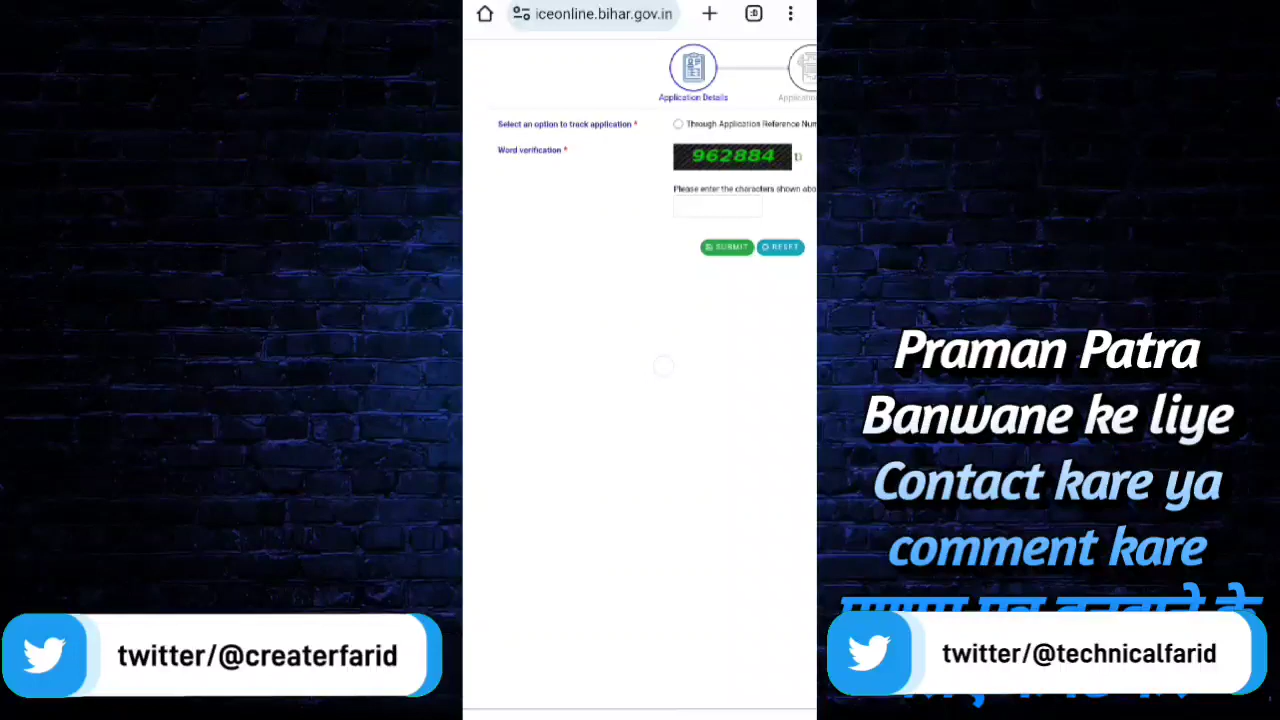 iceonline.bihar.gov.in
:D
Application Details
Applicatio
Select an option to track application *
Through Application Reference Num
Word verification *
962884
Please enter the characters shown abo
SUBMIT
RESET
Praman Patra
Banwane ke liye
Contact kare ya
comment kare
twitter/@createrfarid
twitter/@technicalfarid